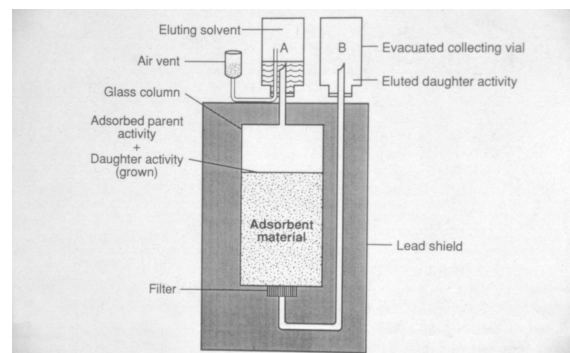 Eluting solvent
A
B
Evacuated collecting vial
Air vent
Eluted daughter activity
Glass column
Adsorbed parent
activity
+
Daughter activity
(grown)
Adsorbent
material
Lead shield
Filter